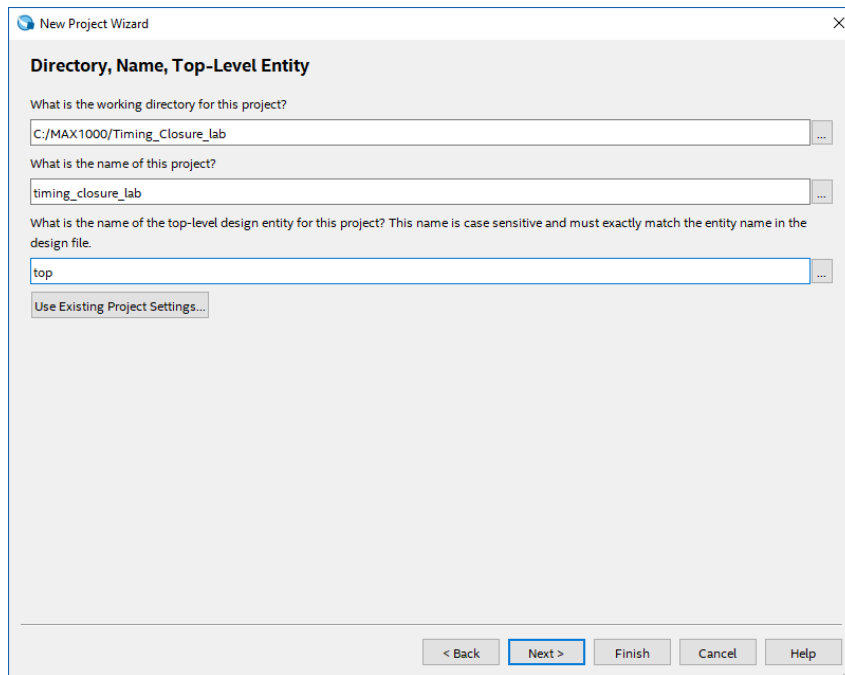 New Project Wizard
Directory, Name, Top-Level Entity
What is the working directory for this project?
C:/MAX1000/Timing_Closure_lab
...
What is the name of this project?
timing_closure_lab
...
What is the name of the top-level design entity for this project? This name is case sensitive and must exactly match the entity name in the
design file.
top
...
Use Existing Project Settings...
< Back
Next >
Finish
Cancel
Help